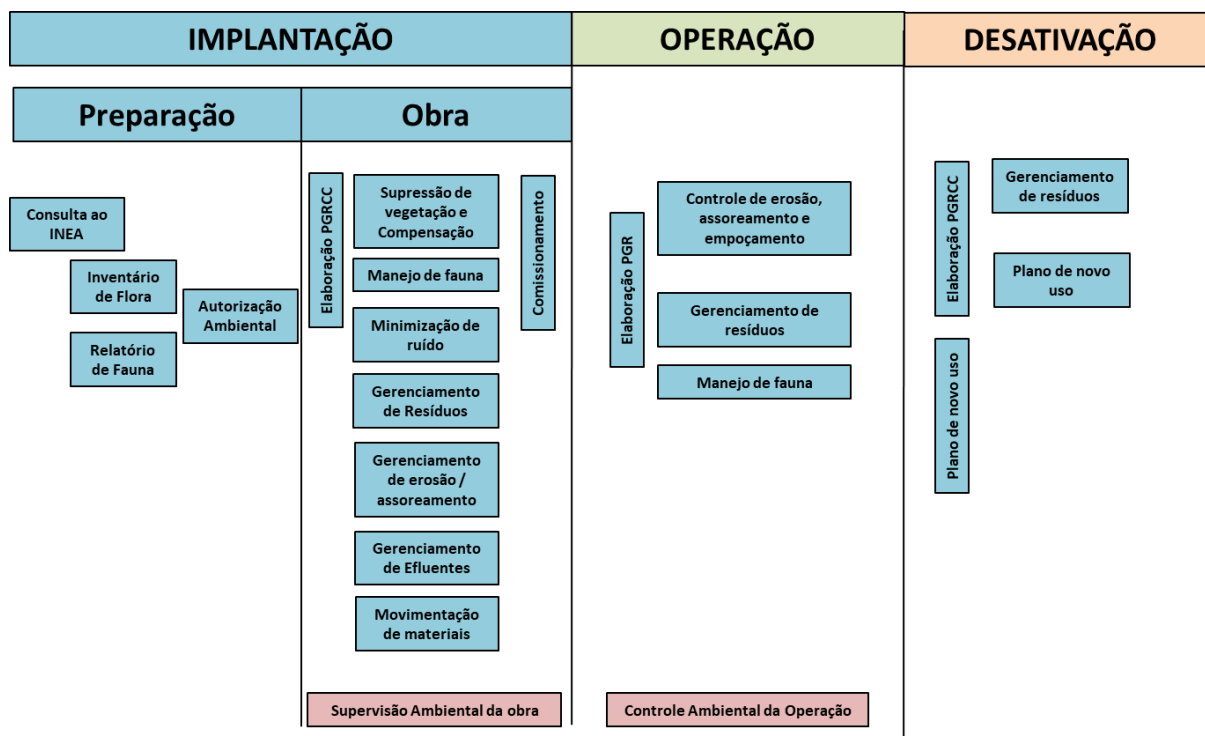 IMPLANTAÇÃO
OPERAÇÃO
DESATIVAÇÃO
Preparação
Obra
Consulta ao
INEA
Inventário
de Flora
Relatório
de Fauna
Autorização
Ambiental
Elaboração PGRCC
Supressão de
vegetação e
Compensação
Manejo de fauna
Minimização de
ruído
Gerenciamento
de Resíduos
Gerenciamento
de erosão /
assoreamento
Gerenciamento
de Efluentes
Movimentação
de materiais
Comissionamento
Supervisão Ambiental da obra
Elaboração PGR
Controle de erosão,
assoreamento e
empoçamento
Gerenciamento de
resíduos
Manejo de fauna
Controle Ambiental da Operação
Elaboração PGRCC
Plano de novo uso
Gerenciamento
de resíduos
Plano de novo
uso